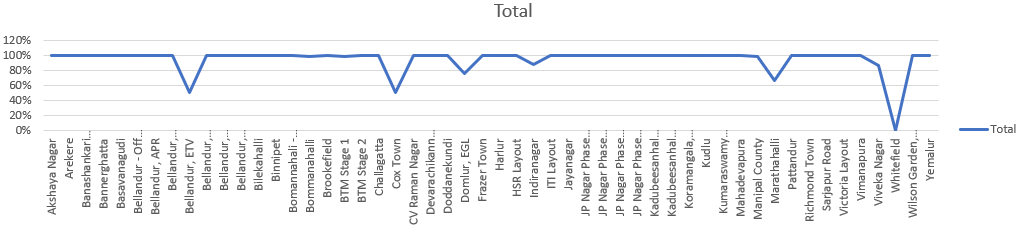 Total
120%
100%
80%
60%
40%
20%
0%
Akshaya Nagar
Arekere
Banashankari…
Bannerghatta
Basavanagudi
Bellandur - Off…
Bellandur, APR
Bellandur,…
Bellandur, ETV
Bellandur,…
Bellandur,…
Bellandur,…
Bilekahalli
Binnipet
Bomannahali -…
Bommanahalli
Brookefield
BTM Stage 1
BTM Stage 2
Challagatta
Cox Town
CV Raman Nagar
Devarachikann…
Doddanekundi
Domlur, EGL
Frazer Town
Harlur
HSR Layout
Indiranagar
ITI Layout
Jayanagar
JP Nagar Phase…
JP Nagar Phase…
JP Nagar Phase…
JP Nagar Phase…
Kadubeesanhal…
Kadubeesanhal…
Koramangala,…
Kudlu
Kumaraswamy…
Mahadevapura
Manipal County
Marathahalli
Pattandur
Richmond Town
Sarjapur Road
Victoria Layout
Vimanapura
Viveka Nagar
Whitefield
Wilson Garden,…
Yemalur
Total